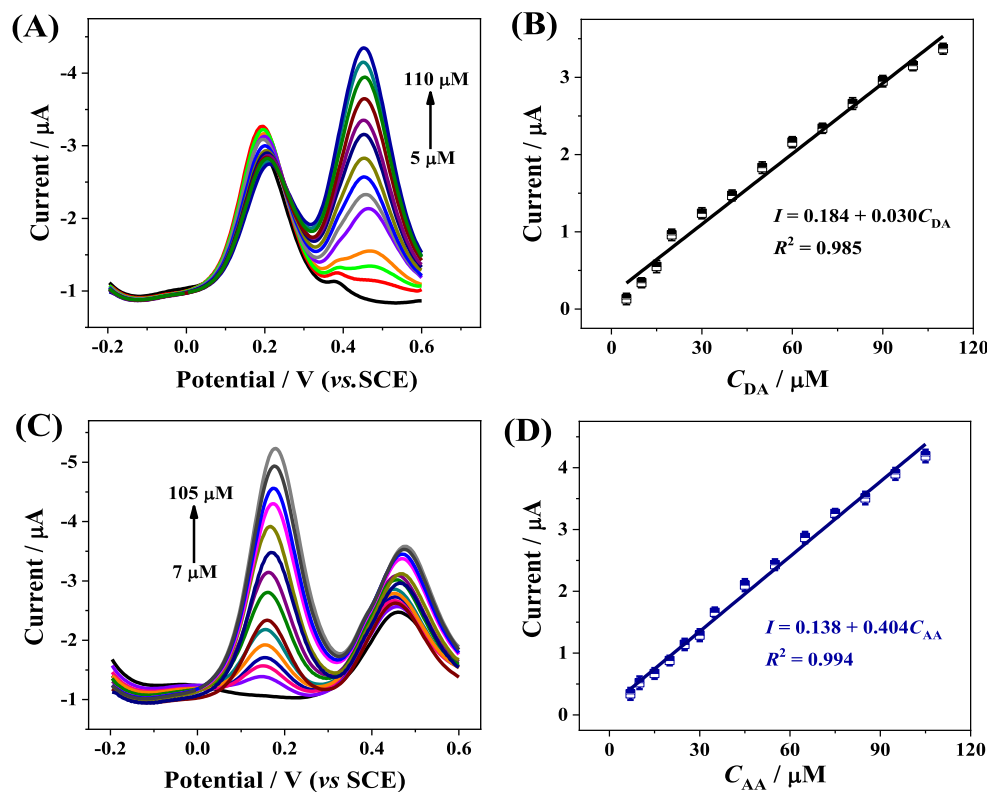 (A)
Current / μA
-4
-3
-2
-1
110 μM
5 μM
-0.2 0.0 0.2 0.4 0.6
Potential / V (vs.SCE)
(B)
Current / μA
3
2
1
0
I = 0.184 + 0.030C_DA
R² = 0.985
0 30 60 90 120
C_DA / μM
(C)
Current / μA
-5
-4
-3
-2
-1
105 μM
7 μM
-0.2 0.0 0.2 0.4 0.6
Potential / V (vs SCE)
(D)
Current / μA
4
3
2
1
0
I = 0.138 + 0.404C_AA
R² = 0.994
0 30 60 90 120
C_AA / μM